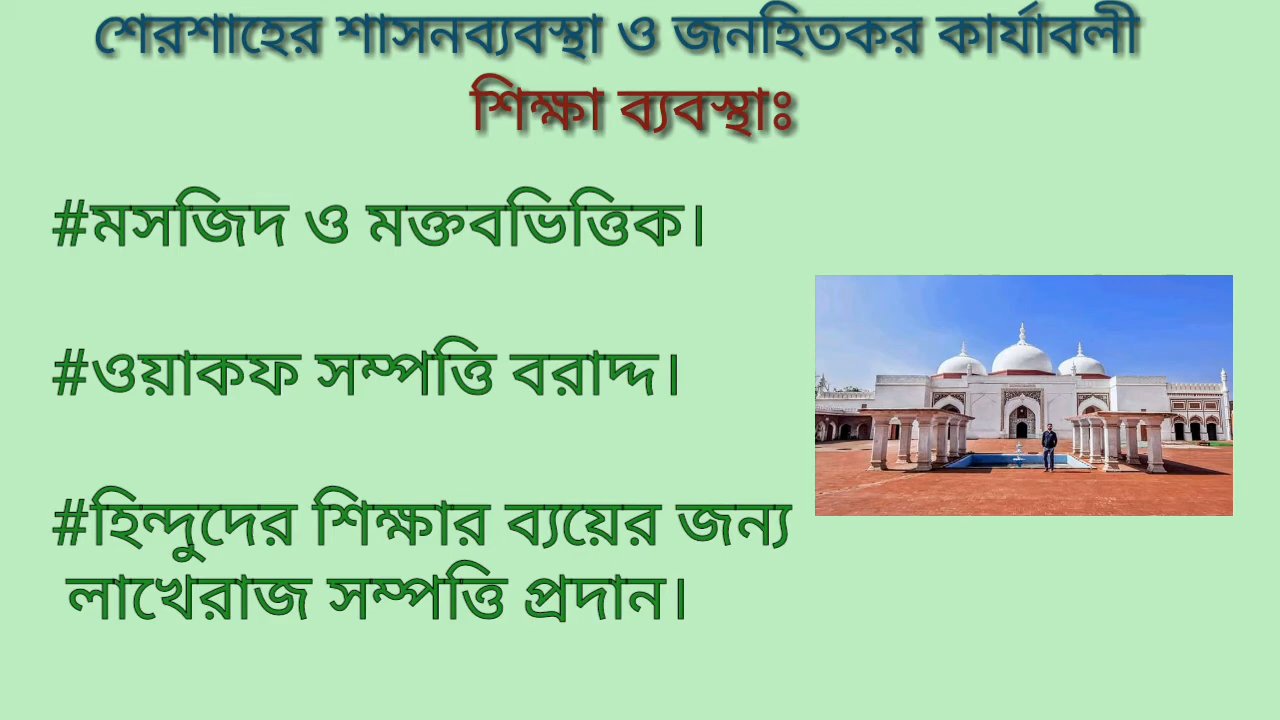 শেরশাহের শাসনব্যবস্থা ও জনহিতকর কার্যাবলী
শিক্ষা ব্যবস্থাঃ
#মসজিদ ও মক্তবভিত্তিক।
#ওয়াকফ সম্পত্তি বরাদ্দ।
#হিন্দুদের শিক্ষার ব্যয়ের জন্য
লাখেরাজ সম্পত্তি প্রদান।